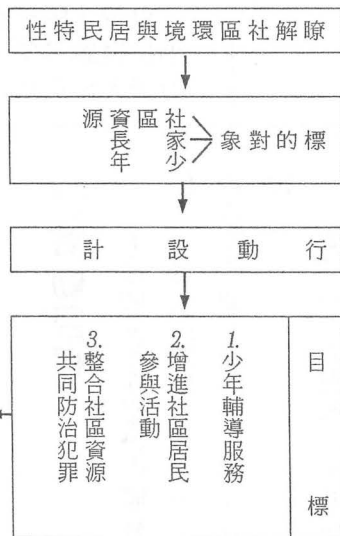 瞭解社區環境與居民特性
標的對象
社區資源
家長
少年
行動設計
目標
1.少年輔導服務
2.增進社區居民
參與活動
3.整合社區資源
共同防治犯罪